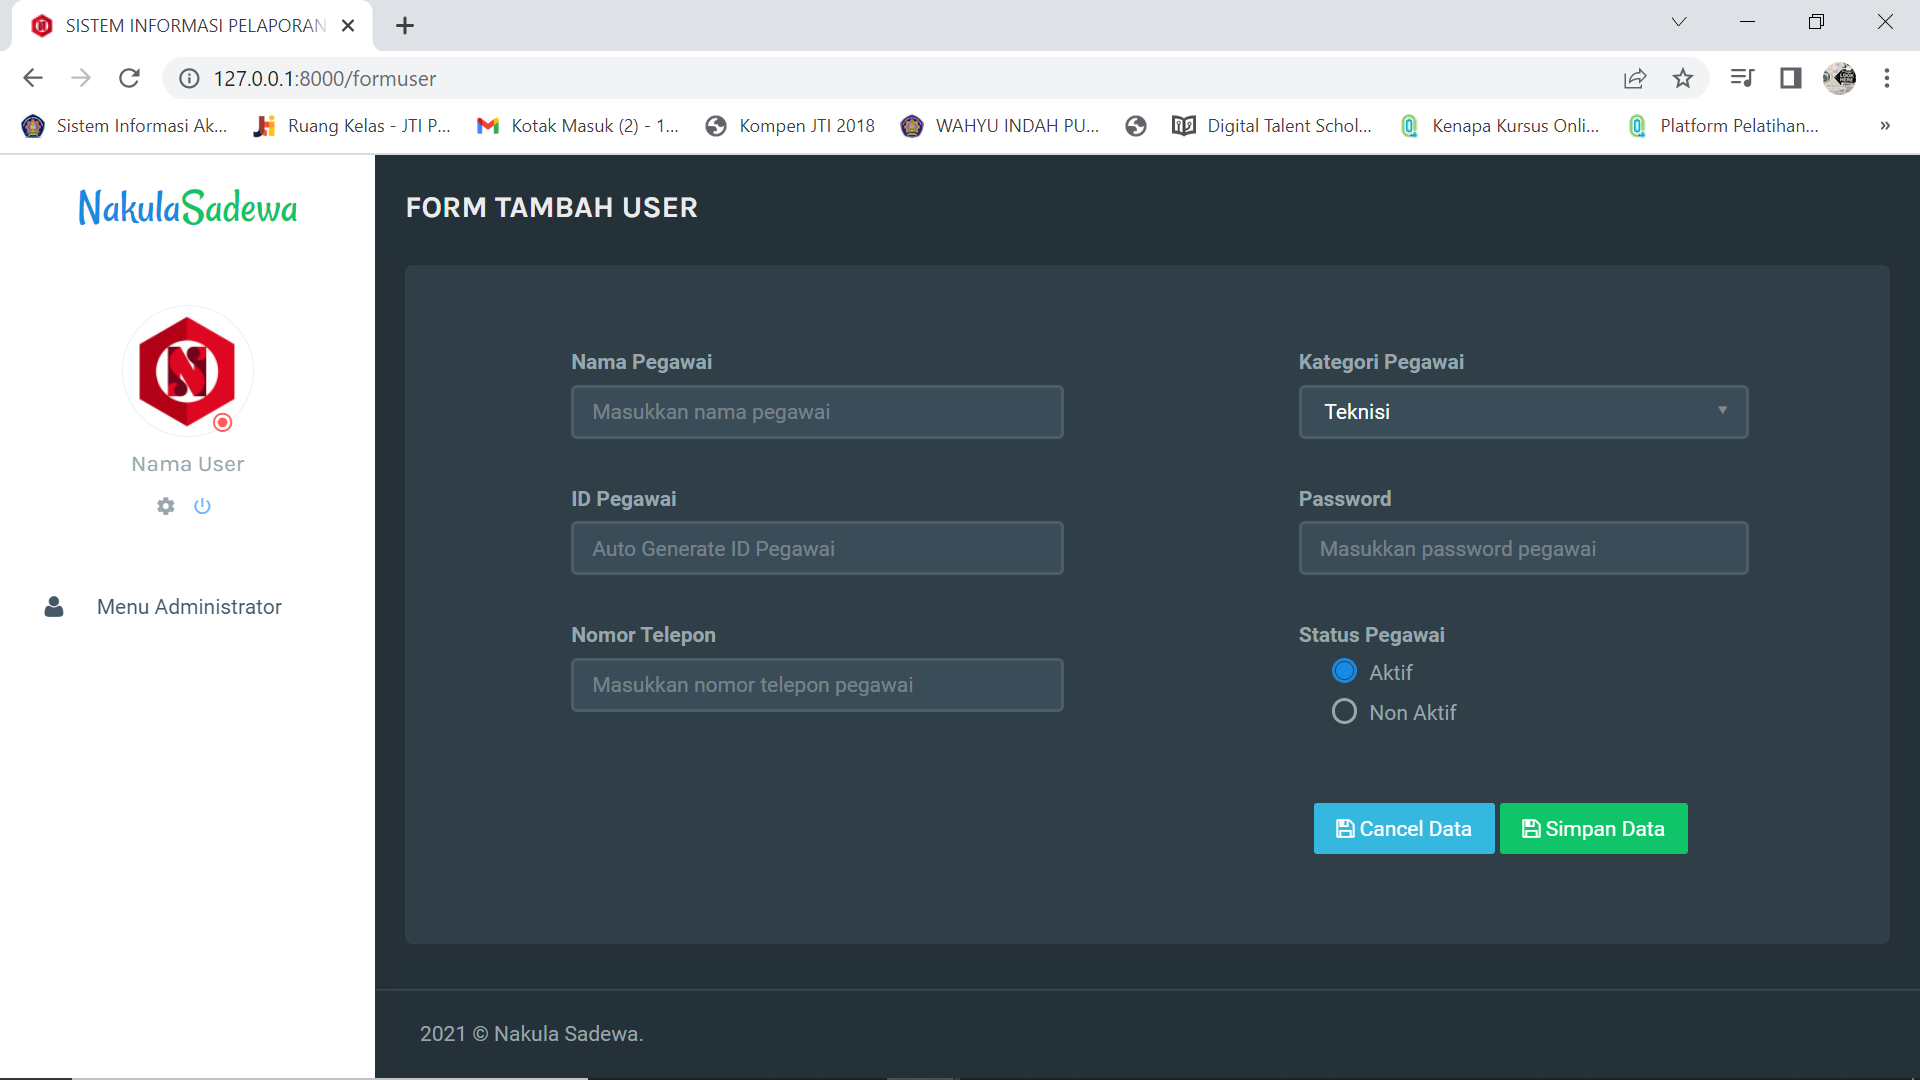 SISTEM INFORMASI PELAPORAN
127.0.0.1:8000/formuser
Sistem Informasi Ak...
Ruang Kelas - JTI P...
Kotak Masuk (2) - 1...
Kompen JTI 2018
WAHYU INDAH PU...
Digital Talent Schol...
Kenapa Kursus Onli...
Platform Pelatihan...
»
NakulaSadewa
Nama User
Menu Administrator
FORM TAMBAH USER
Nama Pegawai
Masukkan nama pegawai
Kategori Pegawai
Teknisi
ID Pegawai
Auto Generate ID Pegawai
Password
Masukkan password pegawai
Nomor Telepon
Masukkan nomor telepon pegawai
Status Pegawai
Aktif
Non Aktif
Cancel Data
Simpan Data
2021 © Nakula Sadewa.